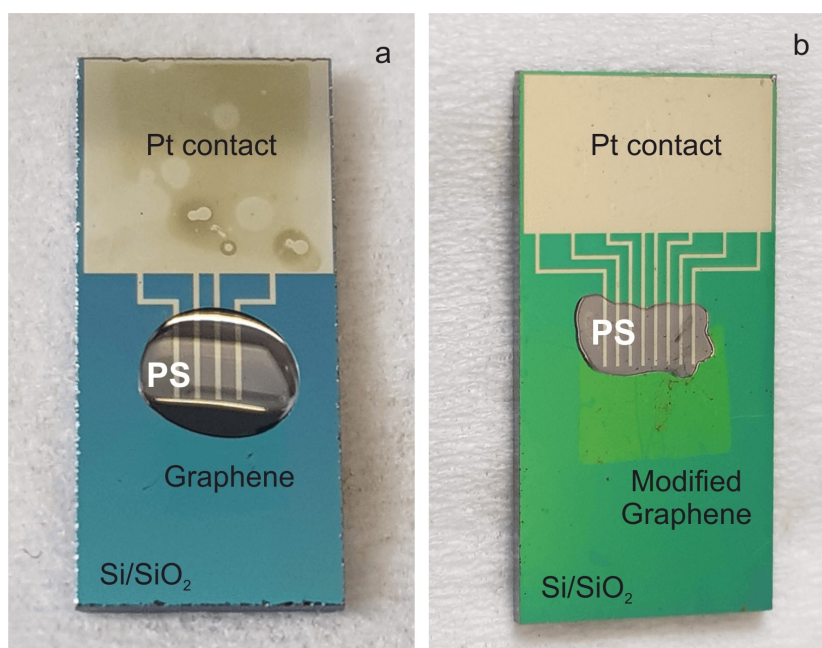 a
Pt contact
PS
Graphene
Si/SiO₂
b
Pt contact
PS
Modified
Graphene
Si/SiO₂